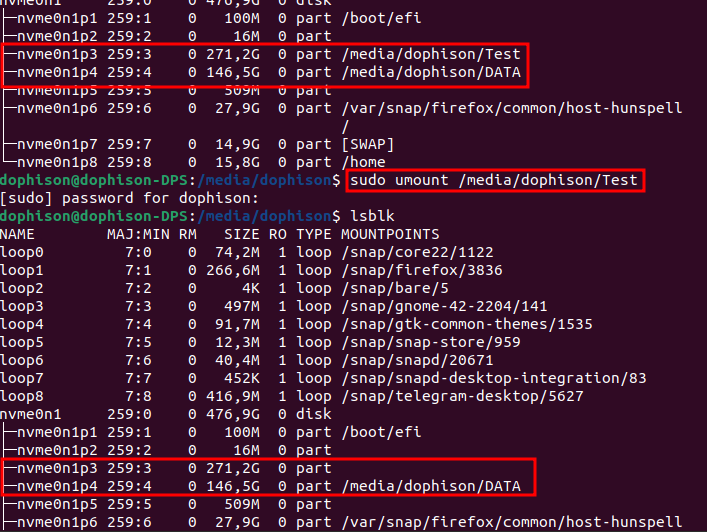 nvme0n1 259:0 0 476,9G 0 disk
├─nvme0n1p1 259:1 0 100M 0 part /boot/efi
├─nvme0n1p2 259:2 0 16M 0 part
├─nvme0n1p3 259:3 0 271,2G 0 part /media/dophison/Test
├─nvme0n1p4 259:4 0 146,5G 0 part /media/dophison/DATA
├─nvme0n1p5 259:5 0 509M 0 part
├─nvme0n1p6 259:6 0 27,9G 0 part /var/snap/firefox/common/host-hunspell
│ /
├─nvme0n1p7 259:7 0 14,9G 0 part [SWAP]
└─nvme0n1p8 259:8 0 15,8G 0 part /home
dophison@dophison-DPS:/media/dophison$ sudo umount /media/dophison/Test
[sudo] password for dophison:
dophison@dophison-DPS:/media/dophison$ lsblk
NAME MAJ:MIN RM SIZE RO TYPE MOUNTPOINTS
loop0 7:0 0 74,2M 1 loop /snap/core22/1122
loop1 7:1 0 266,6M 1 loop /snap/firefox/3836
loop2 7:2 0 4K 1 loop /snap/bare/5
loop3 7:3 0 497M 1 loop /snap/gnome-42-2204/141
loop4 7:4 0 91,7M 1 loop /snap/gtk-common-themes/1535
loop5 7:5 0 12,3M 1 loop /snap/snap-store/959
loop6 7:6 0 40,4M 1 loop /snap/snapd/20671
loop7 7:7 0 452K 1 loop /snap/snapd-desktop-integration/83
loop8 7:8 0 416,9M 1 loop /snap/telegram-desktop/5627
nvme0n1 259:0 0 476,9G 0 disk
├─nvme0n1p1 259:1 0 100M 0 part /boot/efi
├─nvme0n1p2 259:2 0 16M 0 part
├─nvme0n1p3 259:3 0 271,2G 0 part
├─nvme0n1p4 259:4 0 146,5G 0 part /media/dophison/DATA
├─nvme0n1p5 259:5 0 509M 0 part
├─nvme0n1p6 259:6 0 27,9G 0 part /var/snap/firefox/common/host-hunspell